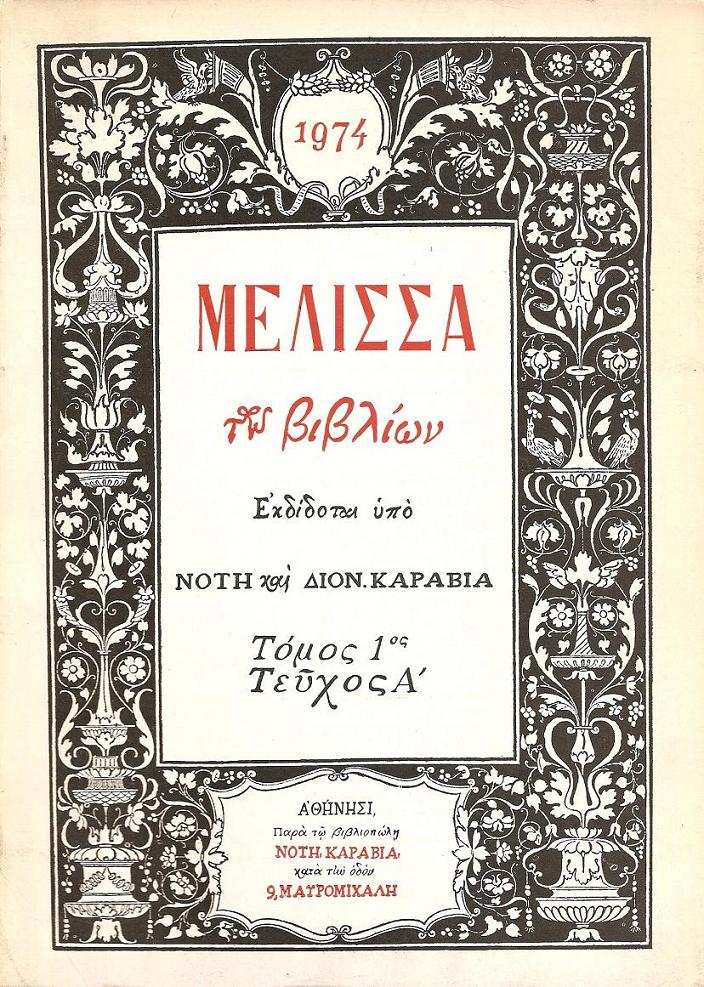 1974
ΜΕΛΙΣΣΑ
τῶν βιβλίων
Ἐκδίδοται ὑπὸ
ΝΟΤΗ καὶ ΔΙΟΝ. ΚΑΡΑΒΙΑ
Τόμος 1ος
Τεῦχος Α′
ἈΘΉΝΗΣΙ,
Παρὰ τῷ βιβλιοπώλῃ
ΝΟΤΗ, ΚΑΡΑΒΙΑ,
κατὰ τὴν ὁδὸν
9, ΜΑΥΡΟΜΙΧΑΛΗ